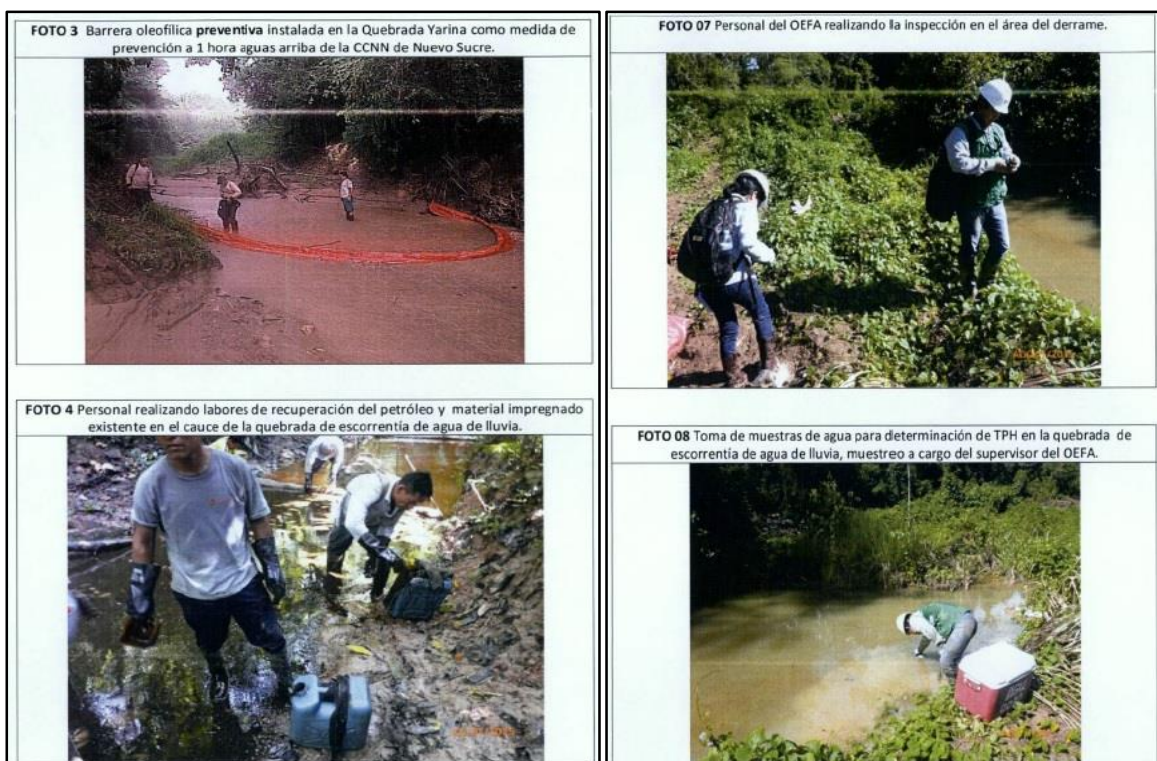 FOTO 3 Barrera oleofílica preventiva instalada en la Quebrada Yarina como medida de
prevención a 1 hora aguas arriba de la CCNN de Nuevo Sucre.
FOTO 4 Personal realizando labores de recuperación del petróleo y material impregnado
existente en el cauce de la quebrada de escorrentía de agua de lluvia.
FOTO 07 Personal del OEFA realizando lla inspección en el área del derrame.
FOTO 08 Toma de muestras de agua para dieterminación de TPH en la quebrada de
escorrentía de agua de lluvia, muestreo a cargo del supervisor del OEFA.